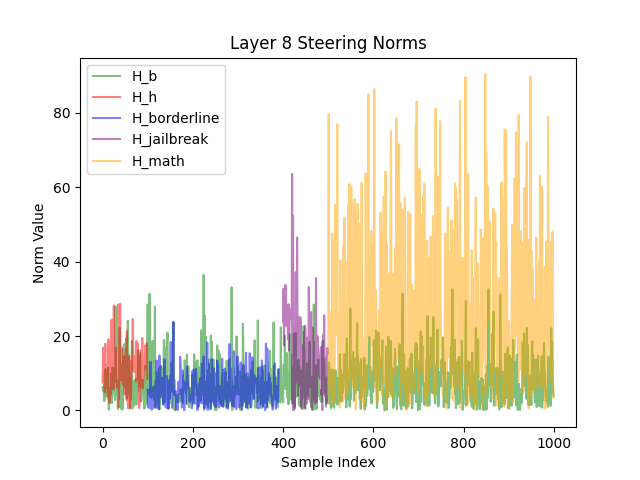 Layer 8 Steering Norms
H_b
H_h
H_borderline
H_jailbreak
H_math
Norm Value
80
60
40
20
0
0
200
400
600
800
1000
Sample Index